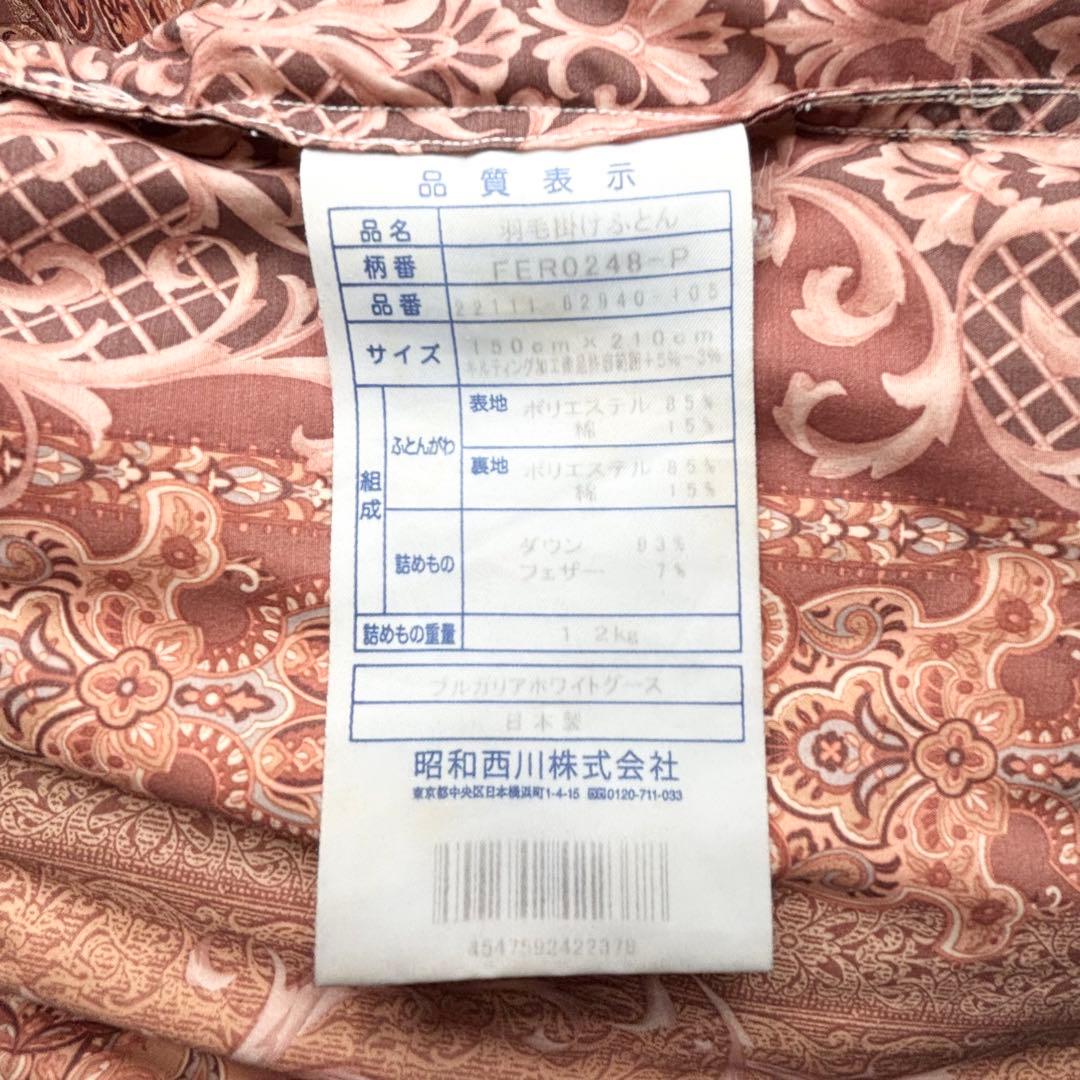 品質表示
品名 羽毛掛けふとん
柄番 FER0248-P
品番 22111-62940-105
サイズ 150cm×210cm
キルティング加工後最終容範囲+5%-3%
組成 ふとんがわ 表地 ポリエステル 85%
綿 15%
裏地 ポリエステル 85%
綿 15%
詰めもの ダウン 93%
フェザー 7%
詰めもの重量 1.2kg
ブルガリアホワイトグース
日本製
昭和西川株式会社
東京都中央区日本橋浜町1-4-15 0120-711-033
4547592422378